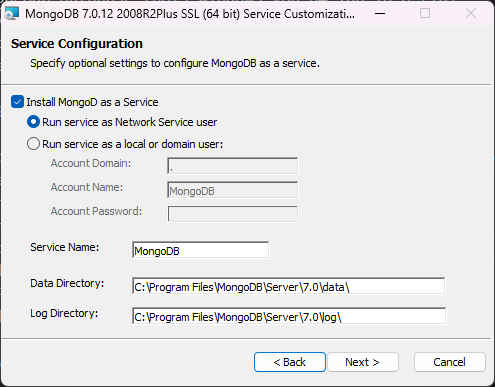 MongoDB 7.0.12 2008R2Plus SSL (64 bit) Service Customizati...
Service Configuration
Specify optional settings to configure MongoDB as a service.
Install MongoD as a Service
Run service as Network Service user
Run service as a local or domain user:
Account Domain: .
Account Name: MongoDB
Account Password:
Service Name: MongoDB
Data Directory: C:\Program Files\MongoDB\Server\7.0\data\
Log Directory: C:\Program Files\MongoDB\Server\7.0\log\
< Back Next > Cancel